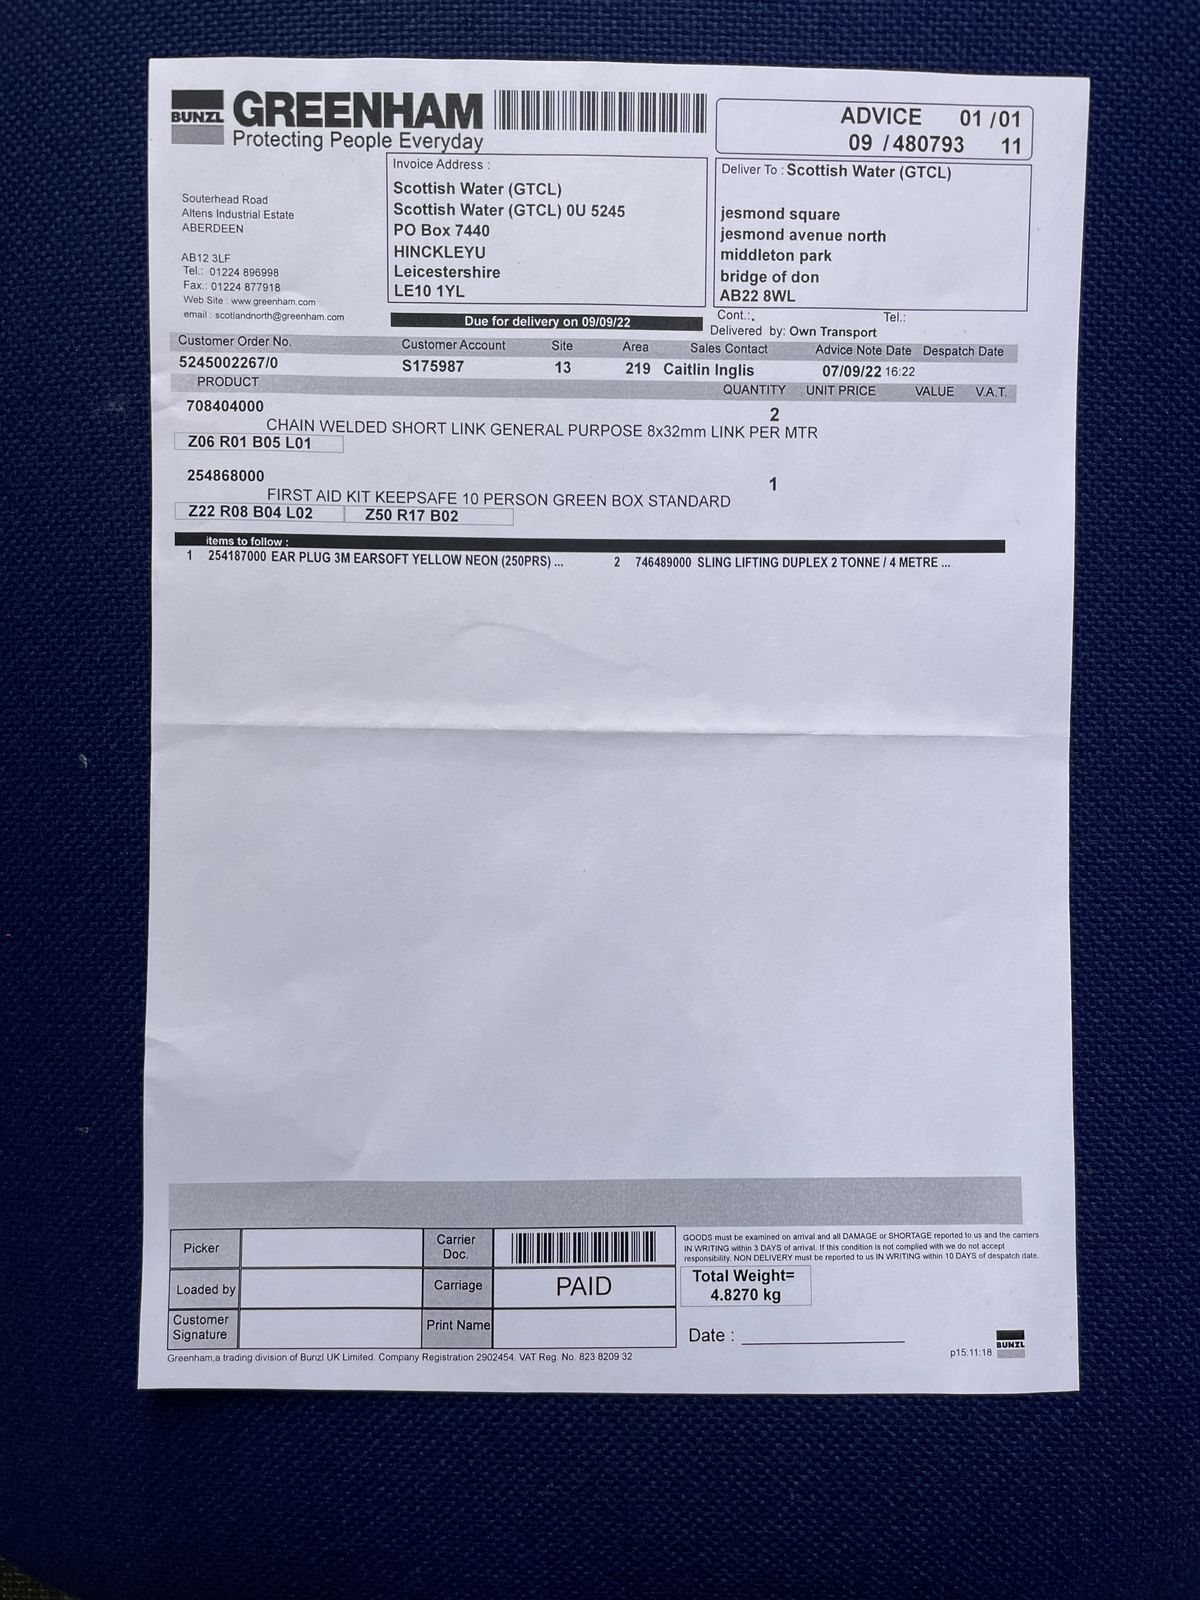 BUNZL GREENHAM
Protecting People Everyday
ADVICE 01 /01
09 / 480793 11
Souterhead Road
Altens Industrial Estate
ABERDEEN
AB12 3LF
Tel.: 01224 896998
Fax.: 01224 877918
Web Site : www.greenham.com
email : scotlandnorth@greenham.com
Invoice Address :
Scottish Water (GTCL)
Scottish Water (GTCL) 0U 5245
PO Box 7440
HINCKLEYU
Leicestershire
LE10 1YL
Deliver To : Scottish Water (GTCL)
jesmond square
jesmond avenue north
middleton park
bridge of don
AB22 8WL
Due for delivery on 09/09/22
Cont.:. Tel.:
Delivered by: Own Transport
Customer Order No. Customer Account Site Area Sales Contact Advice Note Date Despatch Date
5245002267/0 S175987 13 219 Caitlin Inglis 07/09/22 16:22
PRODUCT QUANTITY UNIT PRICE VALUE V.A.T.
708404000 2
CHAIN WELDED SHORT LINK GENERAL PURPOSE 8x32mm LINK PER MTR
Z06 R01 B05 L01
254868000 1
FIRST AID KIT KEEPSAFE 10 PERSON GREEN BOX STANDARD
Z22 R08 B04 L02 Z50 R17 B02
items to follow :
1 254187000 EAR PLUG 3M EARSOFT YELLOW NEON (250PRS) ... 2 746489000 SLING LIFTING DUPLEX 2 TONNE / 4 METRE ...
Picker
Carrier Doc.
Loaded by
Carriage PAID
Customer Signature
Print Name
GOODS must be examined on arrival and all DAMAGE or SHORTAGE reported to us and the carriers
IN WRITING within 3 DAYS of arrival. If this condition is not complied with we do not accept
responsibility. NON DELIVERY must be reported to us IN WRITING within 10 DAYS of despatch date.
Total Weight=
4.8270 kg
Date :
BUNZL
p15:11:18
Greenham,a trading division of Bunzl UK Limited. Company Registration 2902454. VAT Reg. No. 823 8209 32